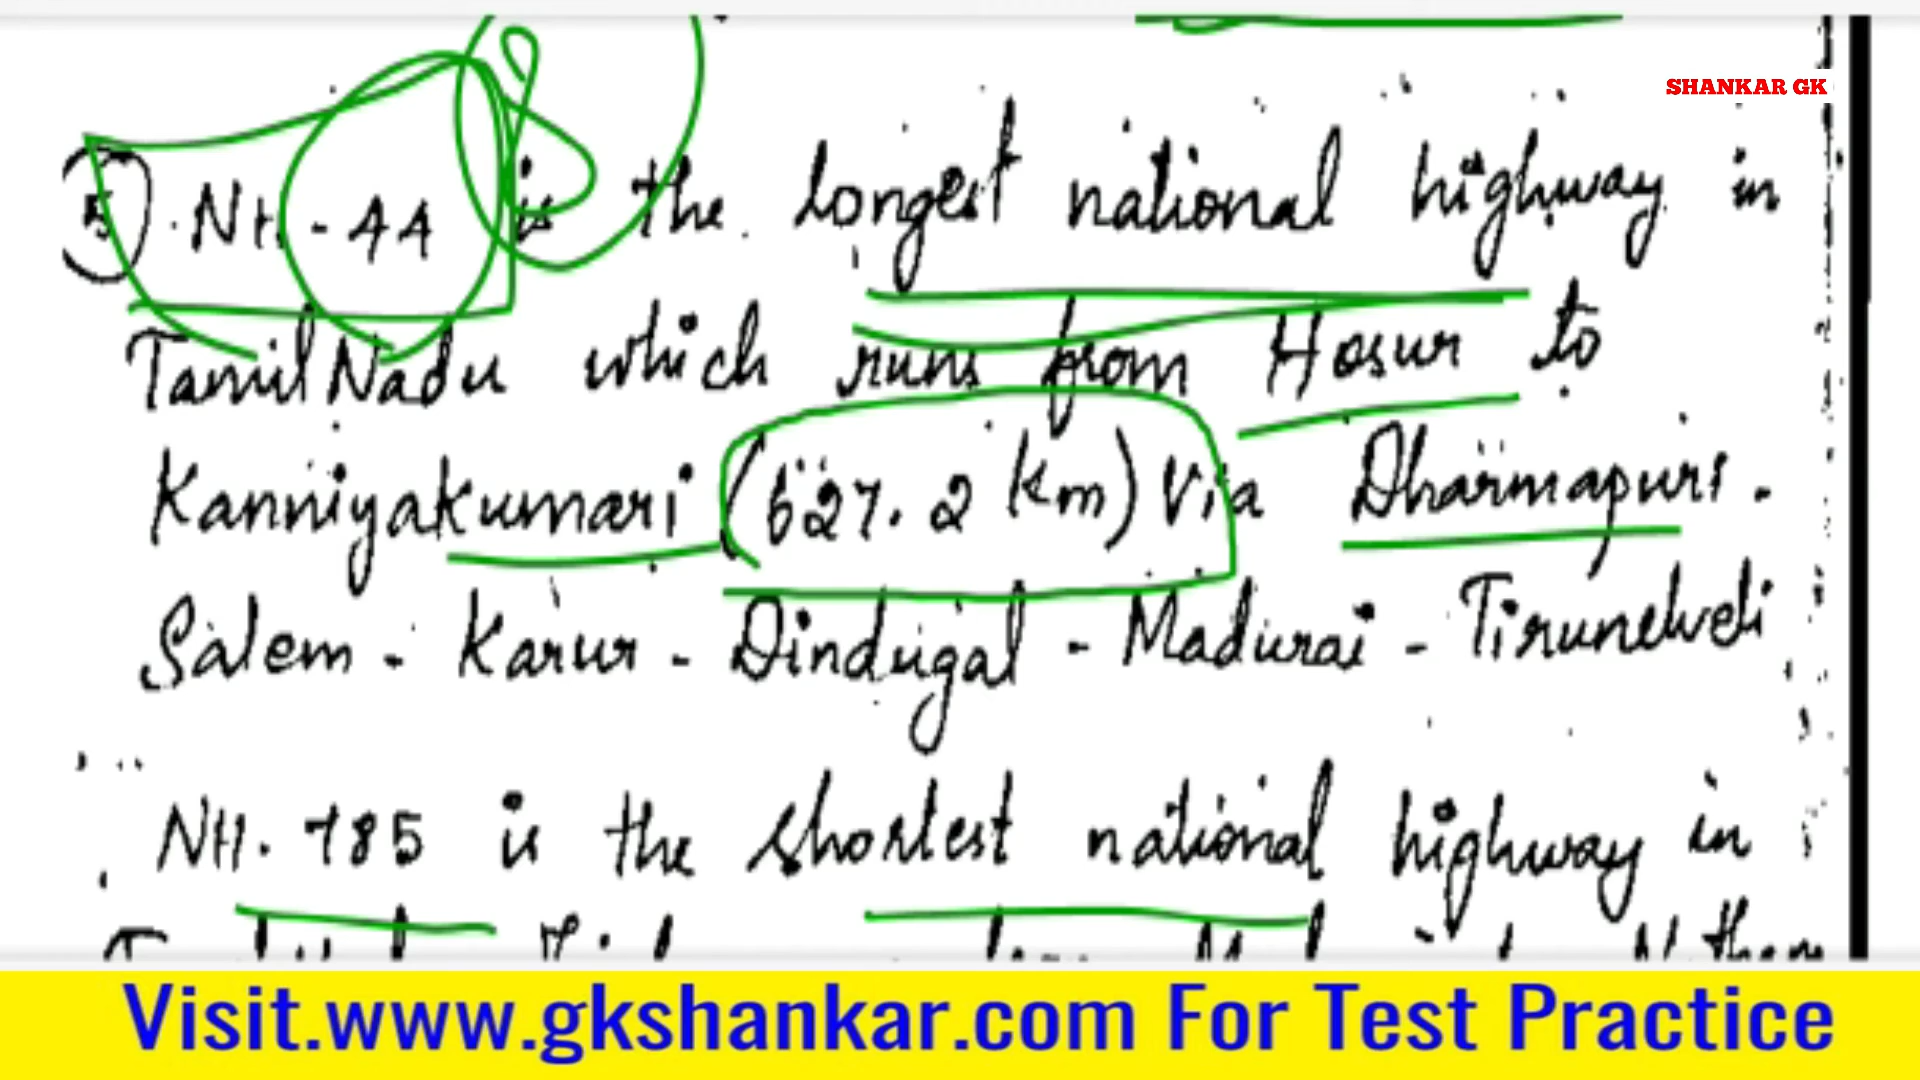 SHANKAR GK
5) . NH - 44 is the longest national highway in
TamilNadu which runs from Hosur to
Kanniyakumari (627.2 Km) Via Dharmapuri -
Salem - Karur - Dindugal - Madurai - Tirunelveli
NH. 785 is the shortest national highway in
Visit.www.gkshankar.com For Test Practice